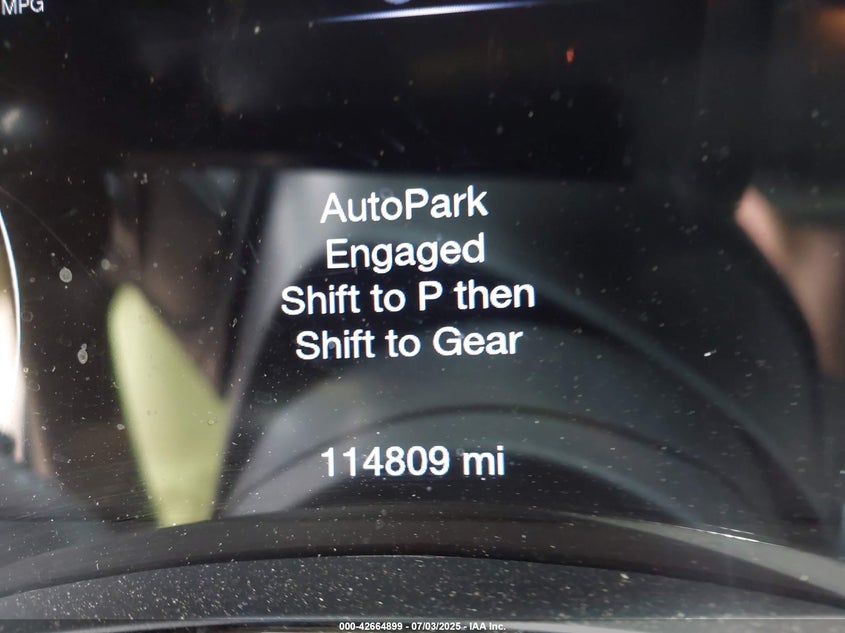 MPG
AutoPark
Engaged
Shift to P then
Shift to Gear
114809 mi
000-42664899 - 07/03/2025 - IAA Inc.